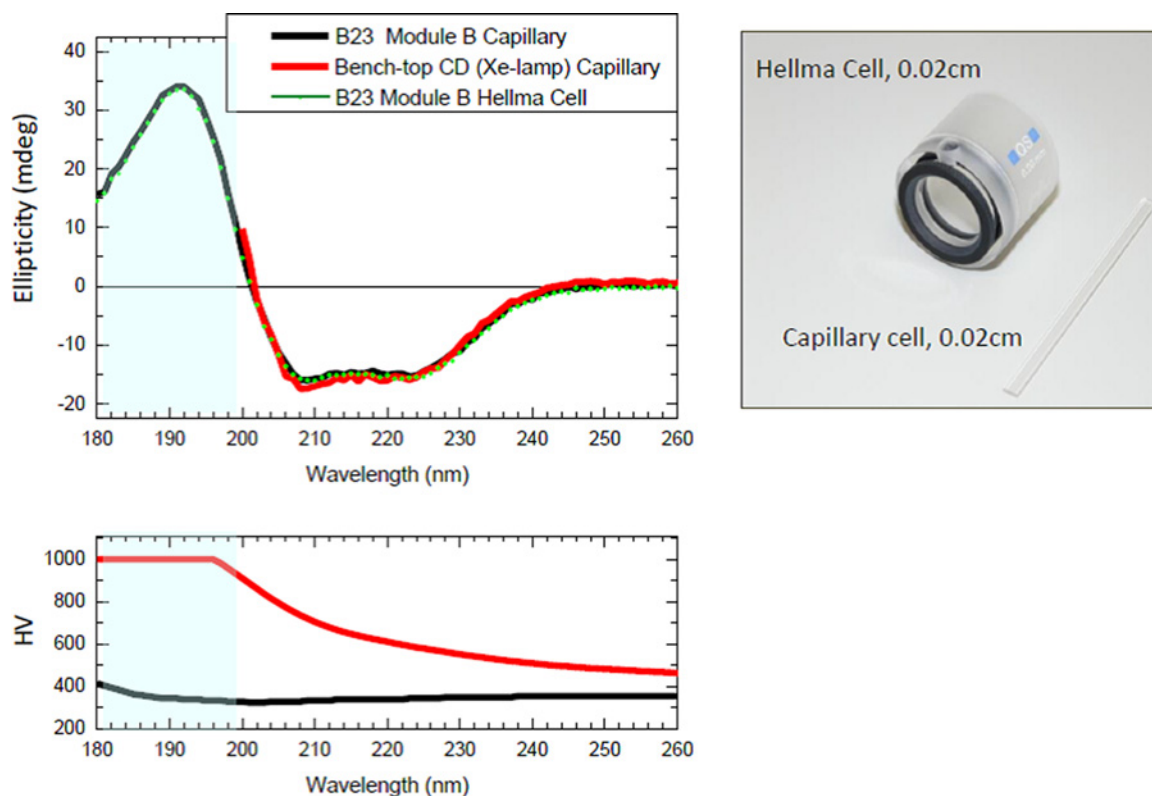 B23 Module B Capillary
Bench-top CD (Xe-lamp) Capillary
B23 Module B Hellma Cell
40
30
20
10
0
-10
-20
Ellipticity (mdeg)
180 190 200 210 220 230 240 250 260
Wavelength (nm)
Hellma Cell, 0.02cm
QS
Capillary cell, 0.02cm
1000
800
600
400
200
HV
180 190 200 210 220 230 240 250 260
Wavelength (nm)